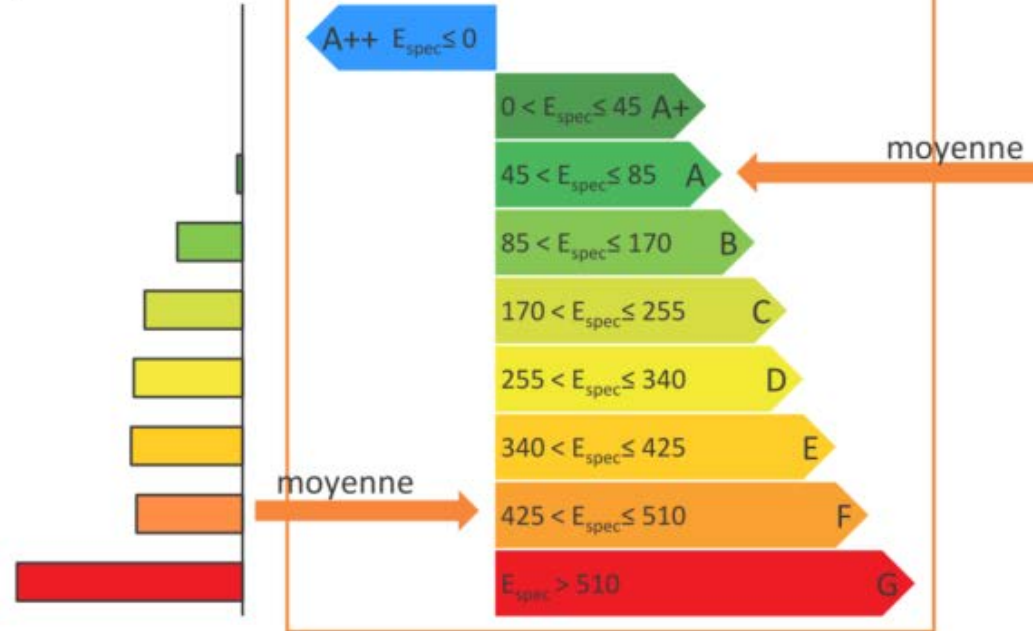 A++ Espec ≤ 0
0 < Espec ≤ 45 A+
moyenne
45 < Espec ≤ 85 A
85 < Espec ≤ 170 B
170 < Espec ≤ 255 C
255 < Espec ≤ 340 D
340 < Espec ≤ 425 E
moyenne
425 < Espec ≤ 510 F
Espec > 510 G